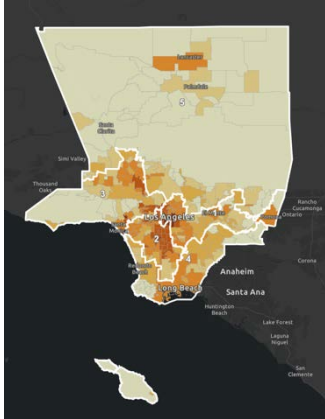 Lancaster
Palmdale
5
Santa
Clarita
Simi Valley
Thousand
Oaks
3
Los Angeles
Rancho
Cucamonga
Ontario
2
4
Corona
Anaheim
Long Beach
Santa Ana
Huntington
Beach
Lake Forest
Laguna
Niguel
San
Clemente